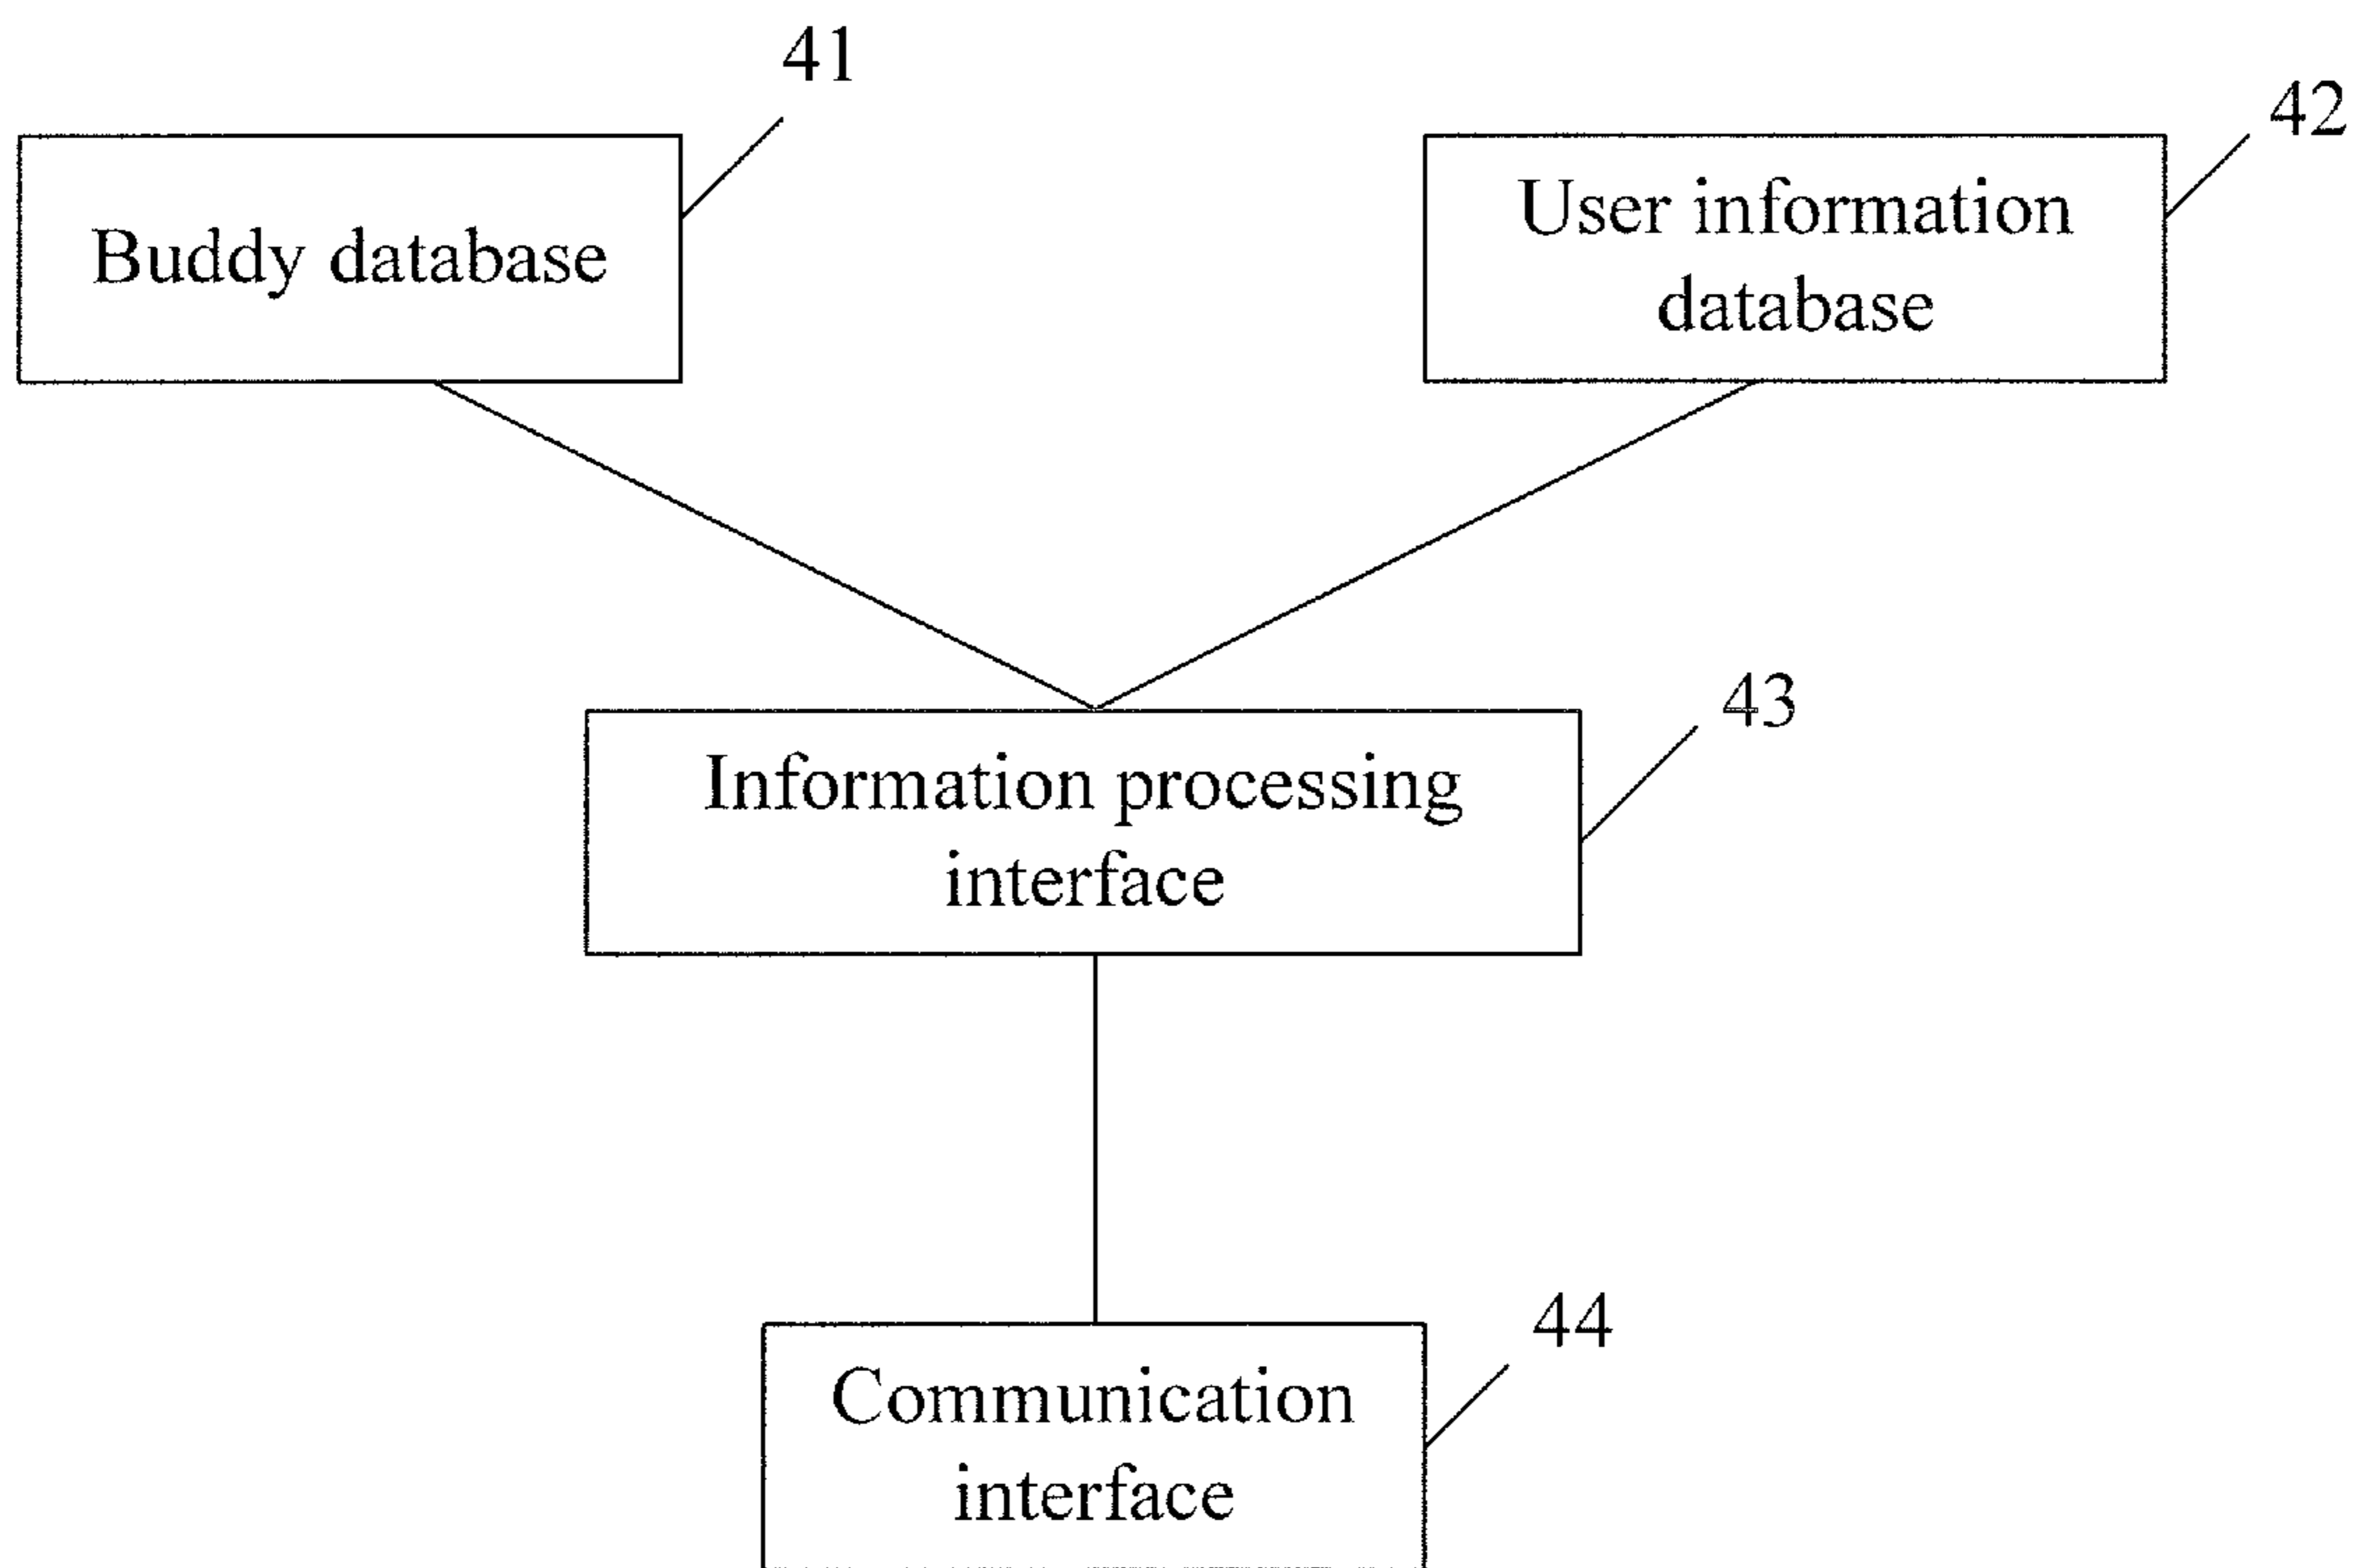 41
42
Buddy database
User information
database
43
Information processing
interface
44
Communication
interface